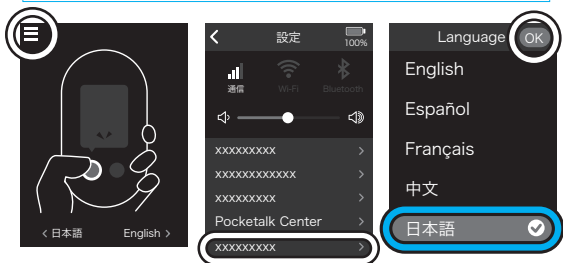 < 日本語
English >
設定
100%
通信
Wi-Fi
Bluetooth
xxxxxxxxx
xxxxxxxxxxxx
xxxxxxxxx
Pocketalk Center
xxxxxxxxx
Language
OK
English
Español
Français
中文
日本語